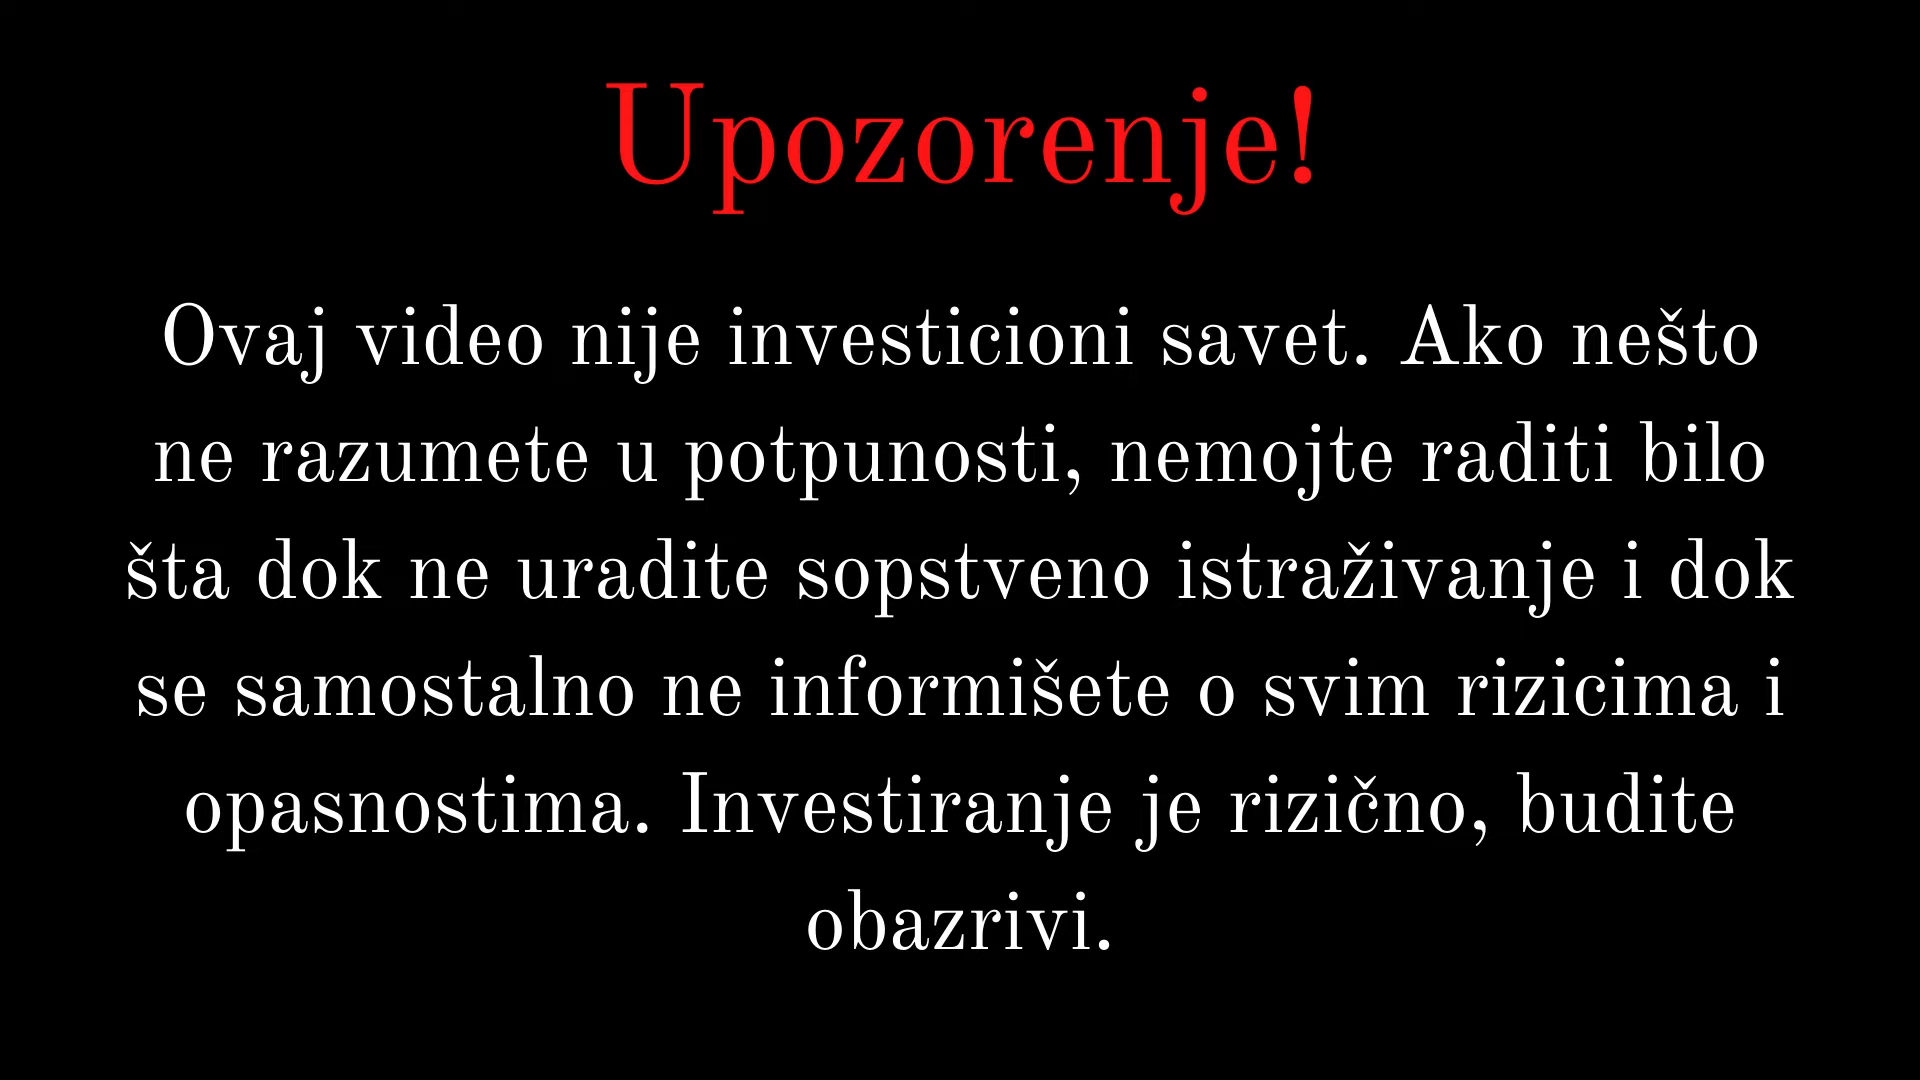 Upozorenje!
Ovaj video nije investicioni savet. Ako nešto
ne razumete u potpunosti, nemojte raditi bilo
šta dok ne uradite sopstveno istraživanje i dok
se samostalno ne informišete o svim rizicima i
opasnostima. Investiranje je rizično, budite
obazrivi.